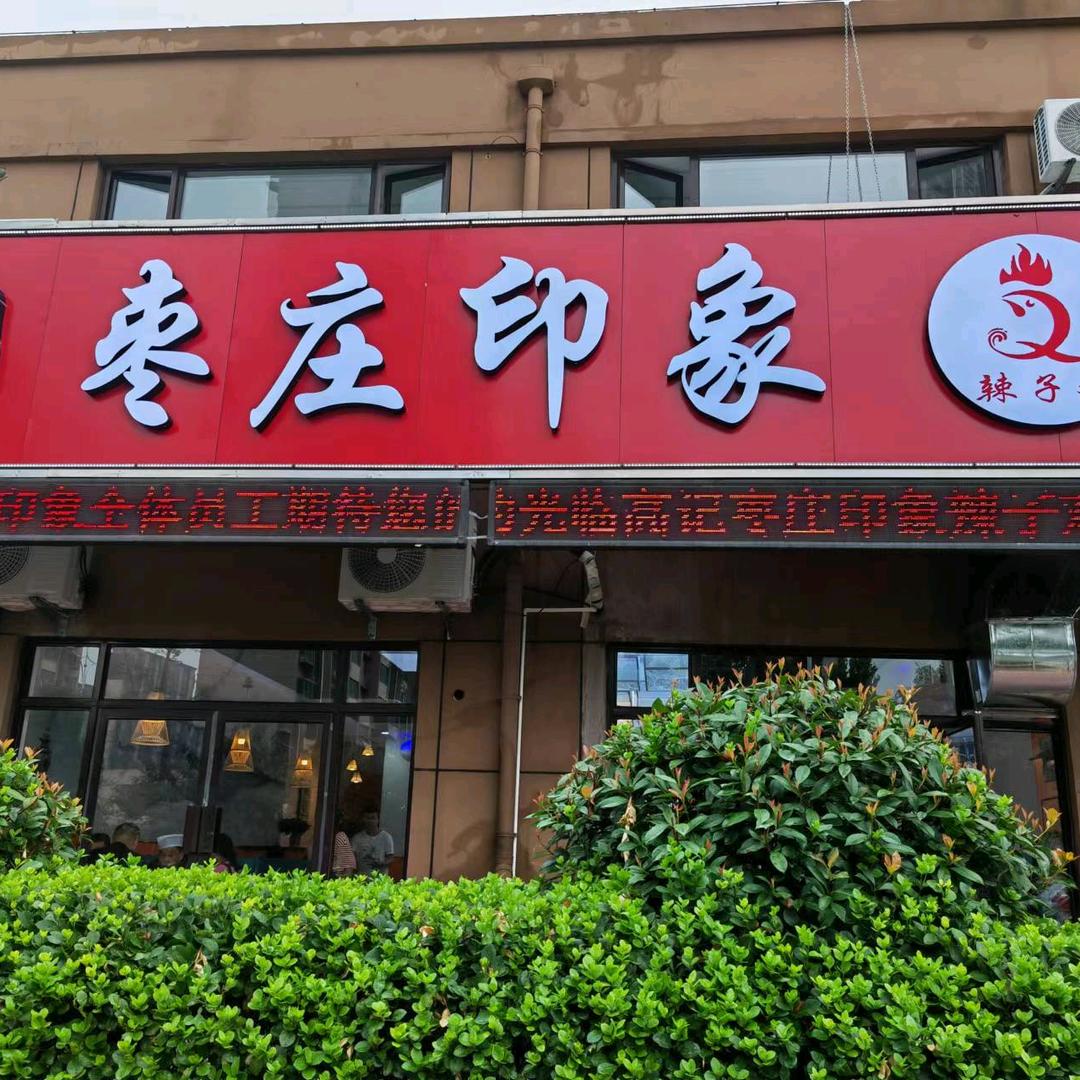 枣庄印象
辣子
印象全体员工期待您的
光临高记枣庄印象辣子